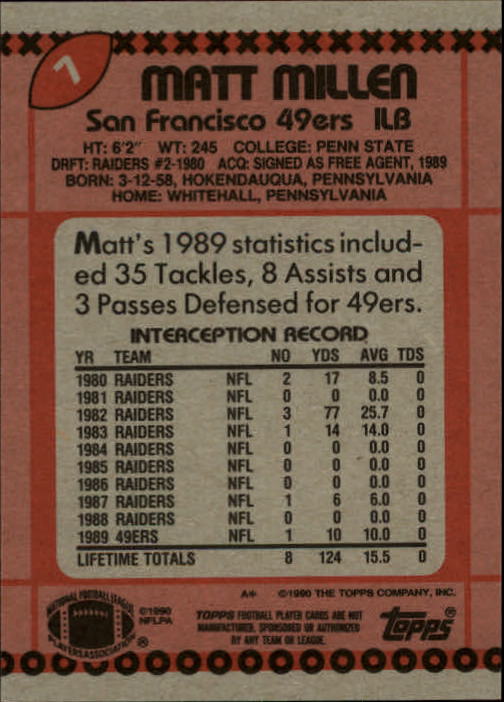 7
MATT MILLEN
San Francisco 49ers ILB
HT: 6'2" WT: 245 COLLEGE: PENN STATE
DRFT: RAIDERS #2-1980 ACQ: SIGNED AS FREE AGENT, 1989
BORN: 3-12-58, HOKENDAUQUA, PENNSYLVANIA
HOME: WHITEHALL, PENNSYLVANIA
Matt's 1989 statistics includ-
ed 35 Tackles, 8 Assists and
3 Passes Defensed for 49ers.
INTERCEPTION RECORD
YR TEAM NO YDS AVG TDS
1980 RAIDERS NFL 2 17 8.5 0
1981 RAIDERS NFL 0 0 0.0 0
1982 RAIDERS NFL 3 77 25.7 0
1983 RAIDERS NFL 1 14 14.0 0
1984 RAIDERS NFL 0 0 0.0 0
1985 RAIDERS NFL 0 0 0.0 0
1986 RAIDERS NFL 0 0 0.0 0
1987 RAIDERS NFL 1 6 6.0 0
1988 RAIDERS NFL 0 0 0.0 0
1989 49ERS NFL 1 10 10.0 0
LIFETIME TOTALS 8 124 15.5 0
A* ©1990 THE TOPPS COMPANY, INC.
NATIONAL FOOTBALL LEAGUE
PLAYERS ASSOCIATION ®
©1990
NFLPA
TOPPS FOOTBALL PLAYER CARDS ARE NOT
MANUFACTURED, SPONSORED OR AUTHORIZED
BY ANY TEAM OR LEAGUE.
topps®